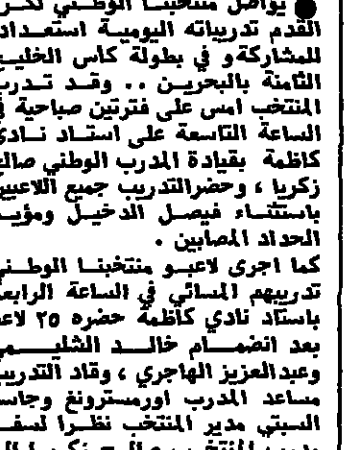 ● يواصل منتخبنا الوطني لكرة
القدم تدريباته اليومية استعدادا
للمشاركة و في بطولة كأس الخليج
الثامنة بالبحرين .. وقد تدرب
المنتخب امس على فترتين صباحية في
الساعة التاسعة على استاد نادي
كاظمة بقيادة المدرب الوطني صالح
زكريا ، وحضرالتدريب جميع اللاعبين
باستثناء فيصل الدخيل ومؤيد
الحداد المصابين .
كما اجرى لاعبو منتخبنا الوطني
تدريبهم المسائي في الساعة الرابعة
باستاد نادي كاظمة حضره ٢٥ لاعبا
بعد انضمام خالد الشليمي
وعبدالعزيز الهاجري ، وقاد التدريب
مساعد المدرب اورمسترونغ وجاسم
السبتي مدير المنتخب نظرا لسفر